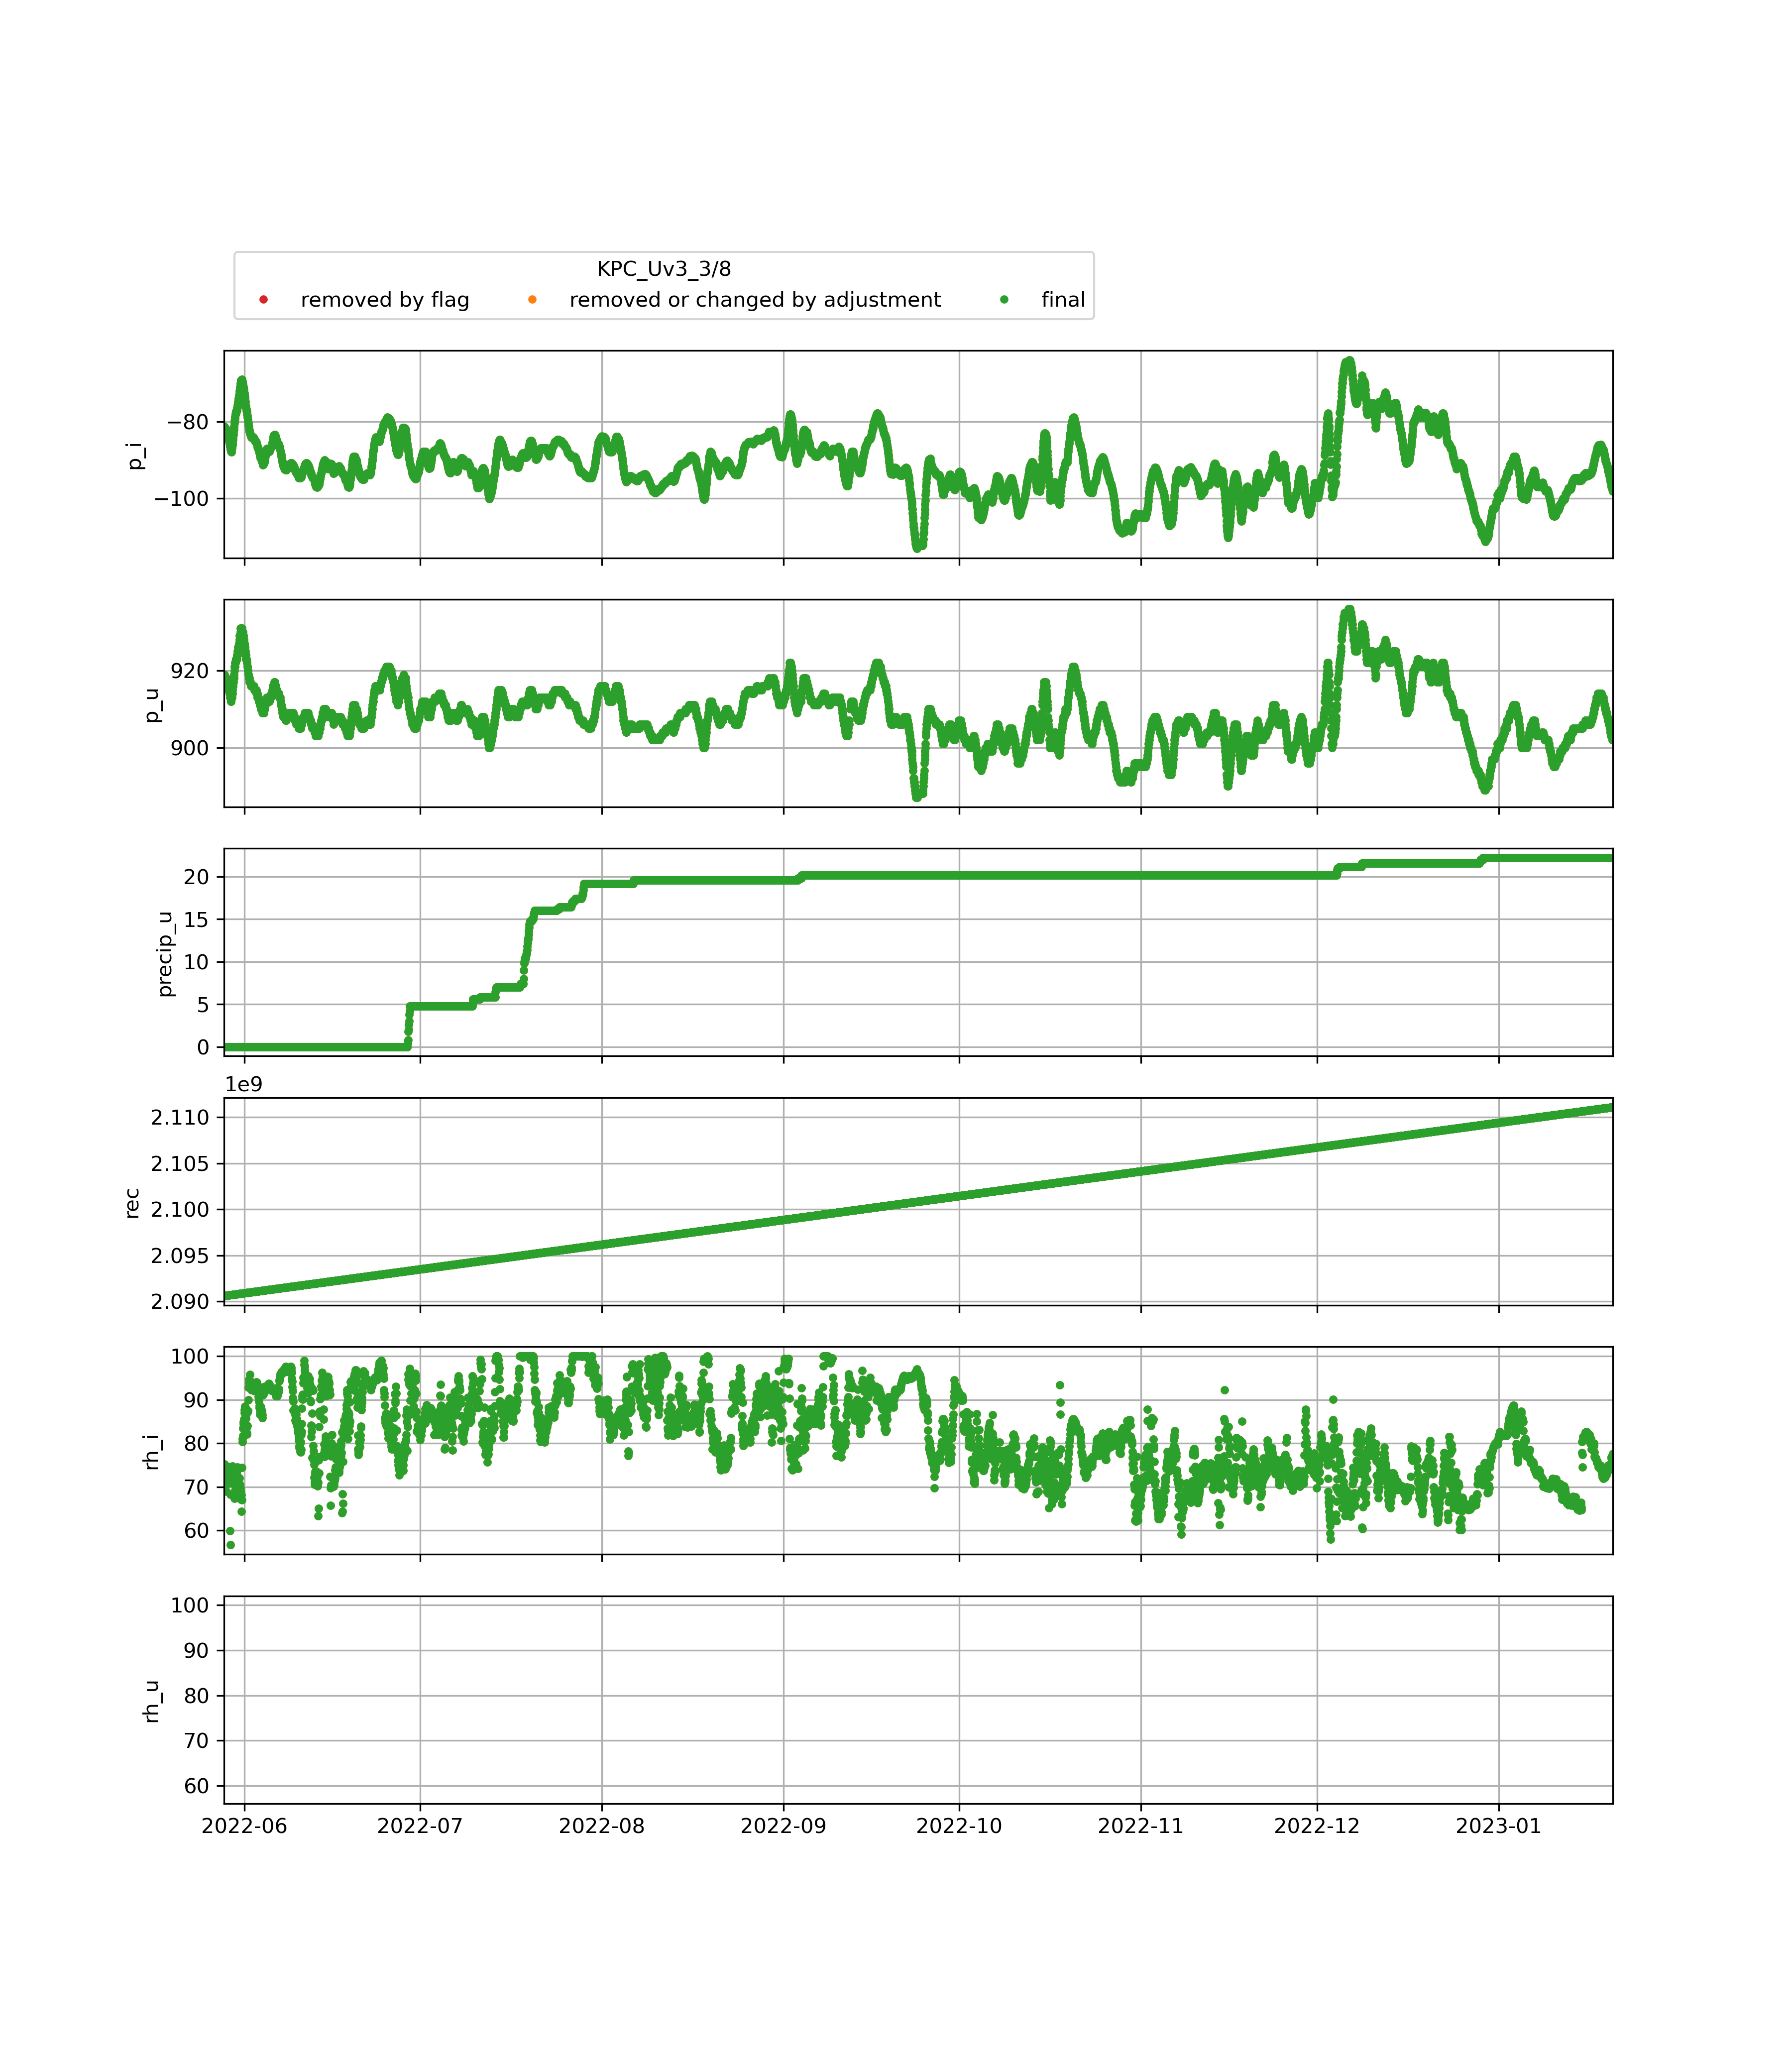 KPC_Uv3_3/8
removed by flag removed or changed by adjustment final
−80
−100
p_i
920
900
p_u
20
15
10
5
0
precip_u
1e9
2.110
2.105
2.100
2.095
2.090
rec
100
90
80
70
60
rh_i
100
90
80
70
60
rh_u
2022-06 2022-07 2022-08 2022-09 2022-10 2022-11 2022-12 2023-01